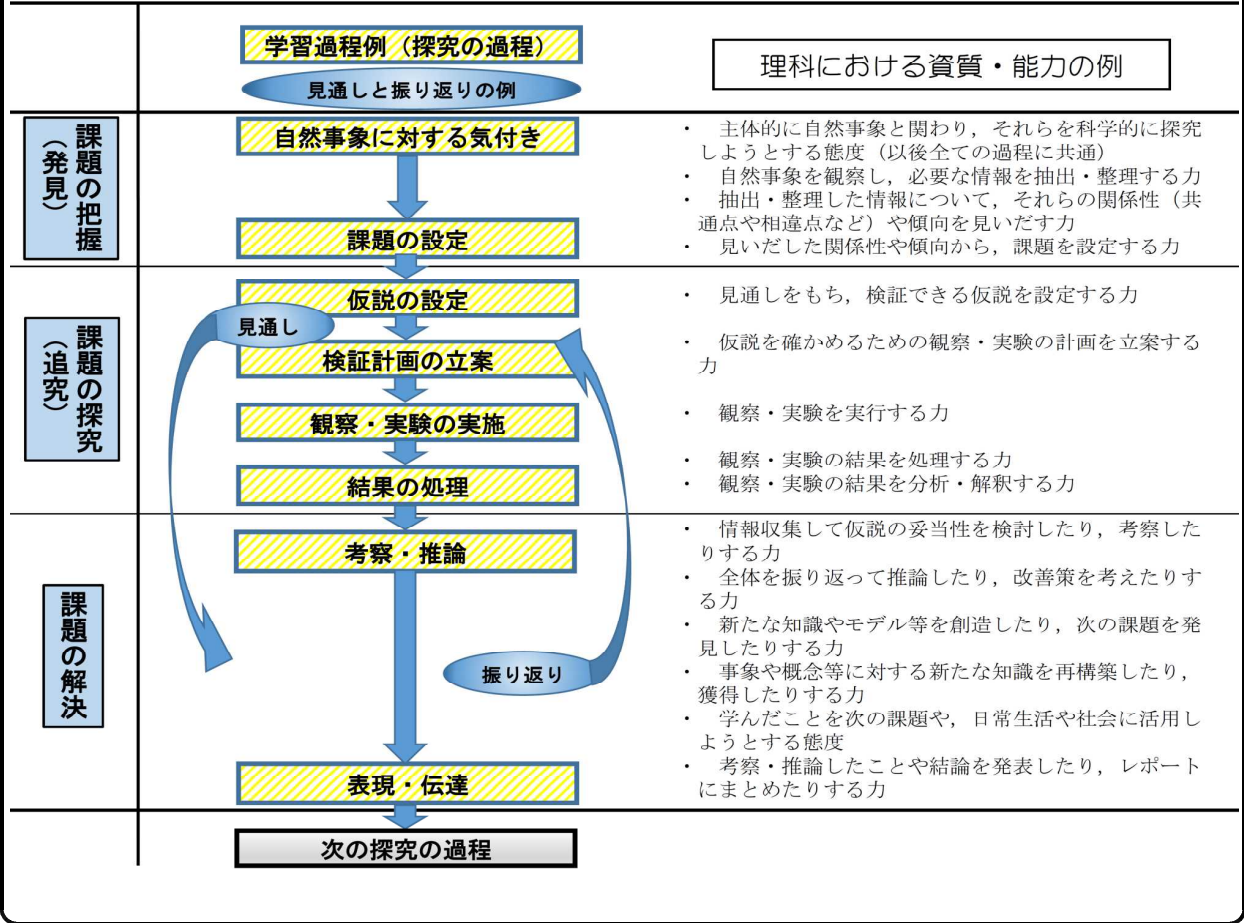 学習過程例（探究の過程）
見通しと振り返りの例
理科における資質・能力の例
課題の把握
（発見）
自然事象に対する気付き
課題の設定
・　主体的に自然事象と関わり，それらを科学的に探究
しようとする態度（以後全ての過程に共通）
・　自然事象を観察し，必要な情報を抽出・整理する力
・　抽出・整理した情報について，それらの関係性（共
通点や相違点など）や傾向を見いだす力
・　見いだした関係性や傾向から，課題を設定する力
課題の探究
（追究）
仮説の設定
見通し
検証計画の立案
観察・実験の実施
結果の処理
・　見通しをもち，検証できる仮説を設定する力
・　仮説を確かめるための観察・実験の計画を立案する
力
・　観察・実験を実行する力
・　観察・実験の結果を処理する力
・　観察・実験の結果を分析・解釈する力
課題の解決
考察・推論
振り返り
表現・伝達
・　情報収集して仮説の妥当性を検討したり，考察した
りする力
・　全体を振り返って推論したり，改善策を考えたりす
る力
・　新たな知識やモデル等を創造したり，次の課題を発
見したりする力
・　事象や概念等に対する新たな知識を再構築したり，
獲得したりする力
・　学んだことを次の課題や，日常生活や社会に活用し
ようとする態度
・　考察・推論したことや結論を発表したり，レポート
にまとめたりする力
次の探究の過程